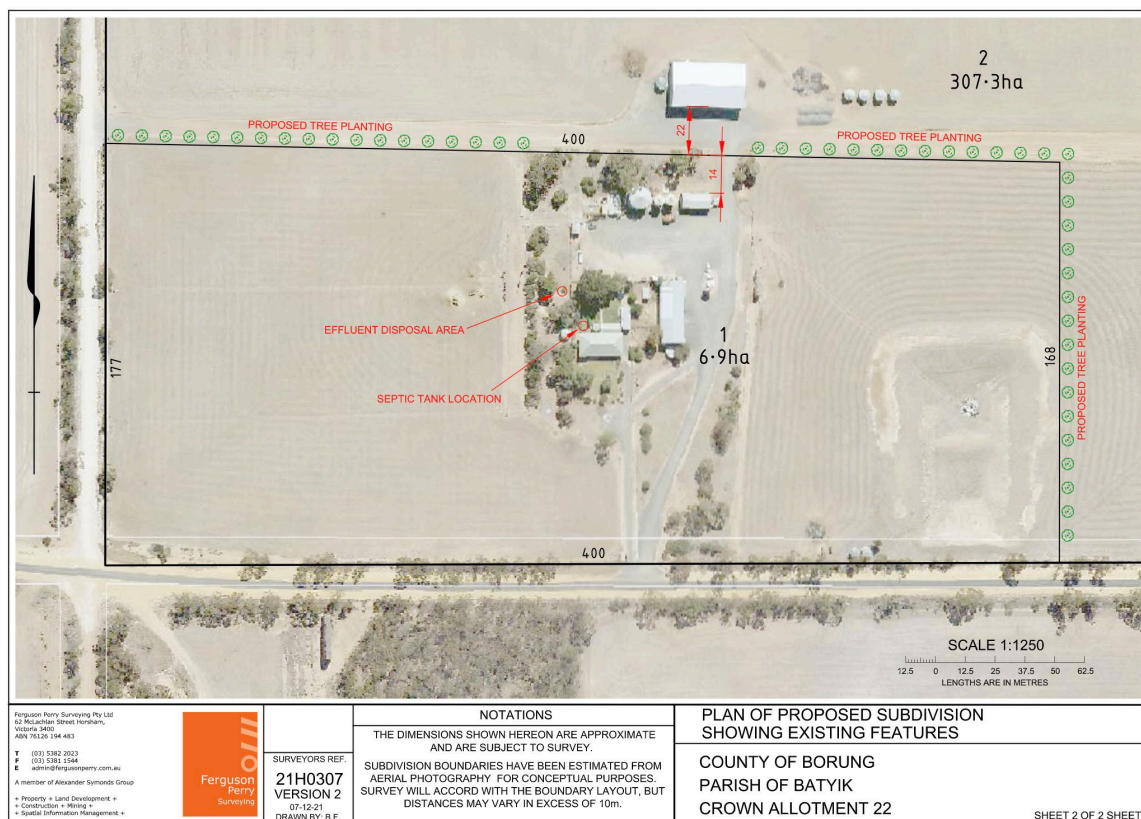 2
307·3ha
PROPOSED TREE PLANTING
400
22
PROPOSED TREE PLANTING
14
EFFLUENT DISPOSAL AREA
1
6·9ha
177
168
PROPOSED TREE PLANTING
SEPTIC TANK LOCATION
400
SCALE 1:1250
12.5 0 12.5 25 37.5 50 62.5
LENGTHS ARE IN METRES
Ferguson Perry Surveying Pty Ltd
62 McLachlan Street Horsham,
Victoria 3400
ABN 76126 194 483
T (03) 5382 2023
F (03) 5381 1544
E admin@fergusonperry.com.au
A member of Alexander Symonds Group
+ Property + Land Development +
+ Construction + Mining +
+ Spatial Information Management +
Ferguson
Perry
Surveying
SURVEYORS REF.
21H0307
VERSION 2
07-12-21
DRAWN BY: B.F.
NOTATIONS
THE DIMENSIONS SHOWN HEREON ARE APPROXIMATE
AND ARE SUBJECT TO SURVEY.
SUBDIVISION BOUNDARIES HAVE BEEN ESTIMATED FROM
AERIAL PHOTOGRAPHY FOR CONCEPTUAL PURPOSES.
SURVEY WILL ACCORD WITH THE BOUNDARY LAYOUT, BUT
DISTANCES MAY VARY IN EXCESS OF 10m.
PLAN OF PROPOSED SUBDIVISION
SHOWING EXISTING FEATURES
COUNTY OF BORUNG
PARISH OF BATYIK
CROWN ALLOTMENT 22
SHEET 2 OF 2 SHEET